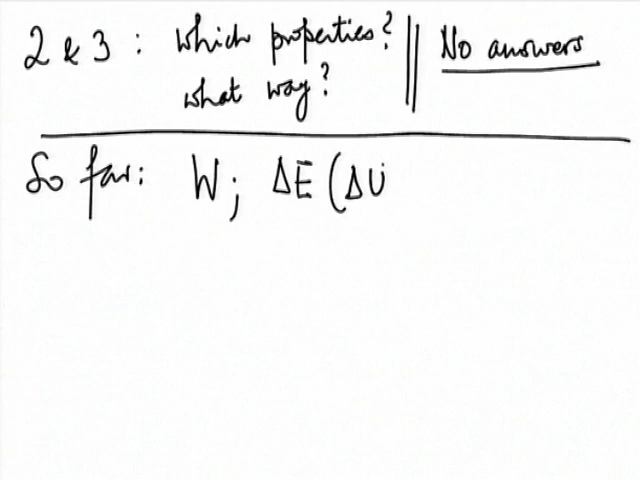 2 & 3 : which properties? || No answers
what way?
So far: W; ΔE (ΔU